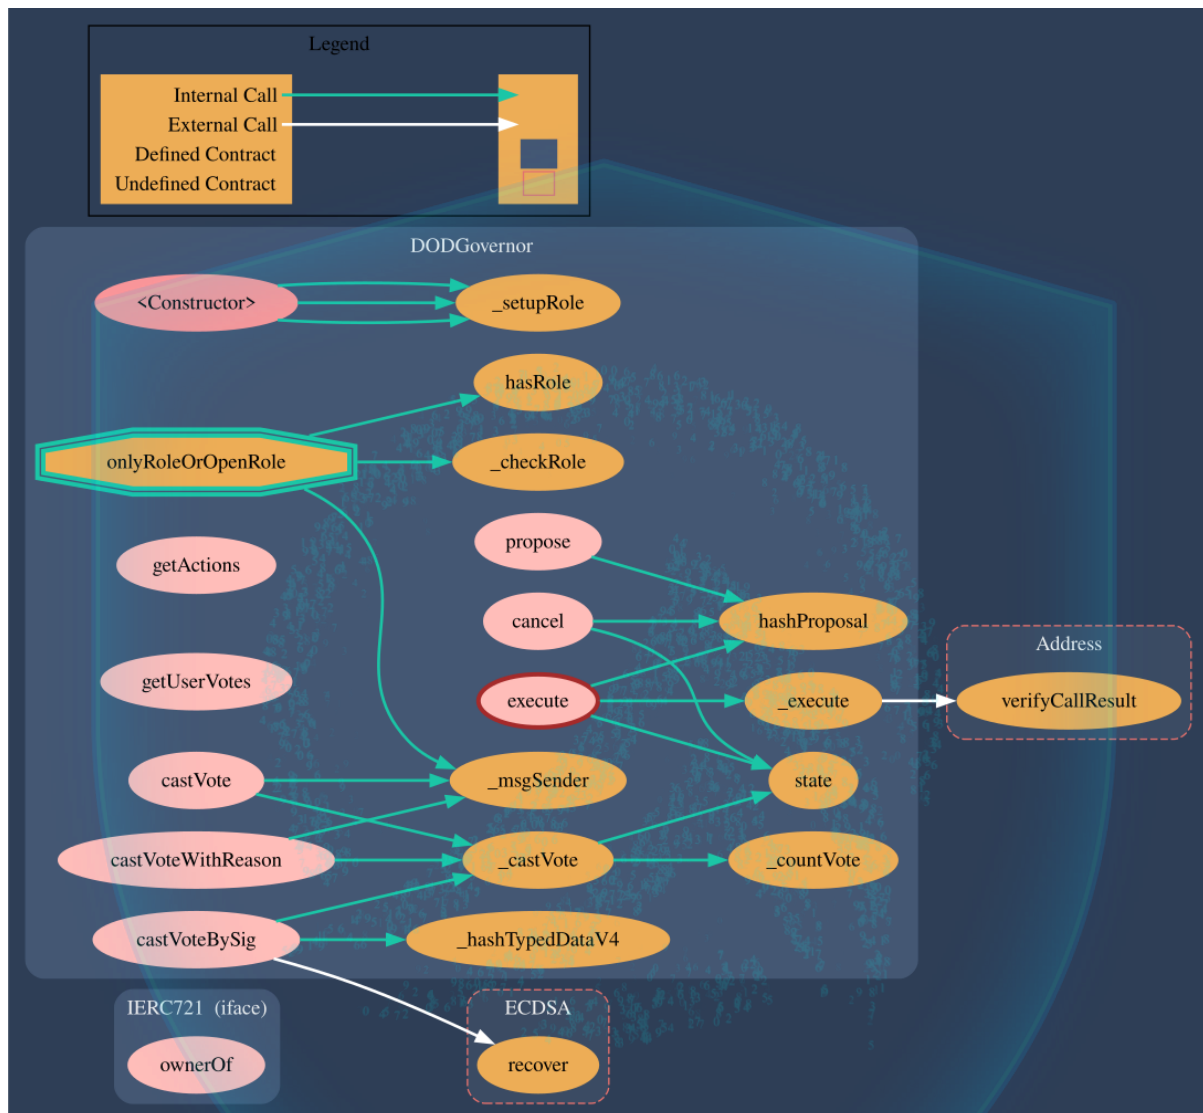 Legend
Internal Call
External Call
Defined Contract
Undefined Contract
DODGovernor
<Constructor>
_setupRole
hasRole
onlyRoleOrOpenRole
_checkRole
propose
getActions
cancel
hashProposal
Address
getUserVotes
execute
_execute
verifyCallResult
castVote
_msgSender
state
castVoteWithReason
_castVote
_countVote
castVoteBySig
_hashTypedDataV4
IERC721 (iface)
ECDSA
ownerOf
recover